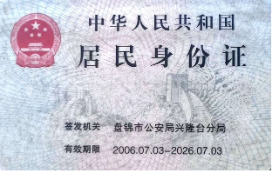 中华人民共和国
居民身份证
签发机关 盘锦市公安局兴隆台分局
有效期限 2006.07.03-2026.07.03